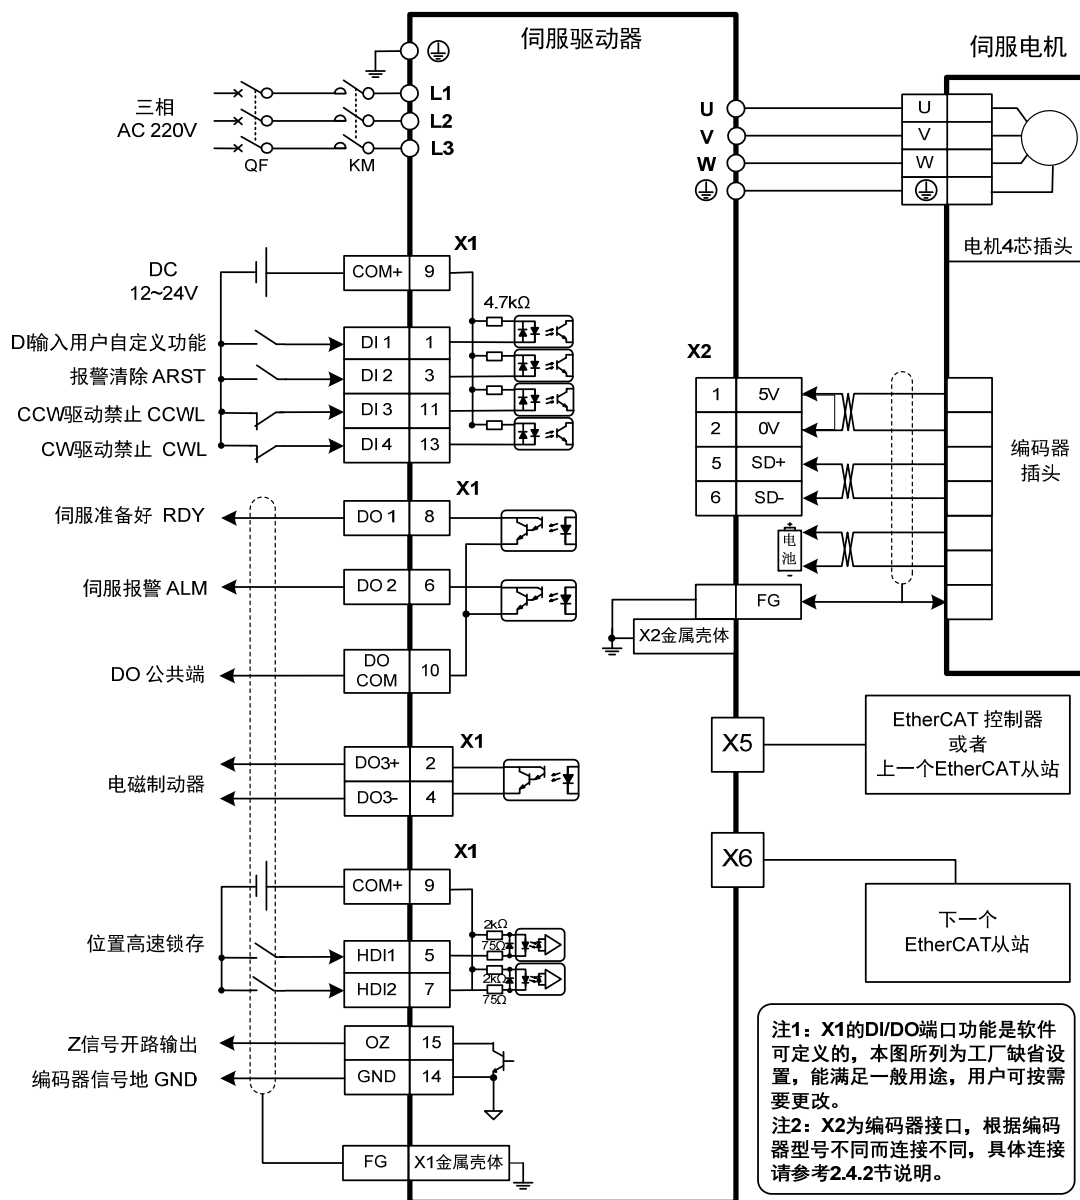 伺服驱动器
伺服电机
三相
AC 220V
QF
KM
L1
L2
L3
U
V
W
U
V
W
电机4芯插头
DC
12~24V
X1
COM+
9
4.7kΩ
DI输入用户自定义功能
DI 1
1
报警清除 ARST
DI 2
3
CCW驱动禁止 CCWL
DI 3
11
CW驱动禁止 CWL
DI 4
13
X2
1
5V
2
0V
5
SD+
6
SD-
编码器
插头
+
电
池
-
FG
X2金属壳体
X1
伺服准备好 RDY
DO 1
8
伺服报警 ALM
DO 2
6
DO 公共端
DO
COM
10
X1
电磁制动器
DO3+
2
DO3-
4
X5
EtherCAT 控制器
或者
上一个EtherCAT从站
X6
下一个
EtherCAT从站
X1
COM+
9
位置高速锁存
HDI1
5
HDI2
7
2kΩ
75Ω
2kΩ
75Ω
Z信号开路输出
OZ
15
编码器信号地 GND
GND
14
FG
X1金属壳体
注1：X1的DI/DO端口功能是软件
可定义的，本图所列为工厂缺省设
置，能满足一般用途，用户可按需
要更改。
注2：X2为编码器接口，根据编码
器型号不同而连接不同，具体连接
请参考2.4.2节说明。